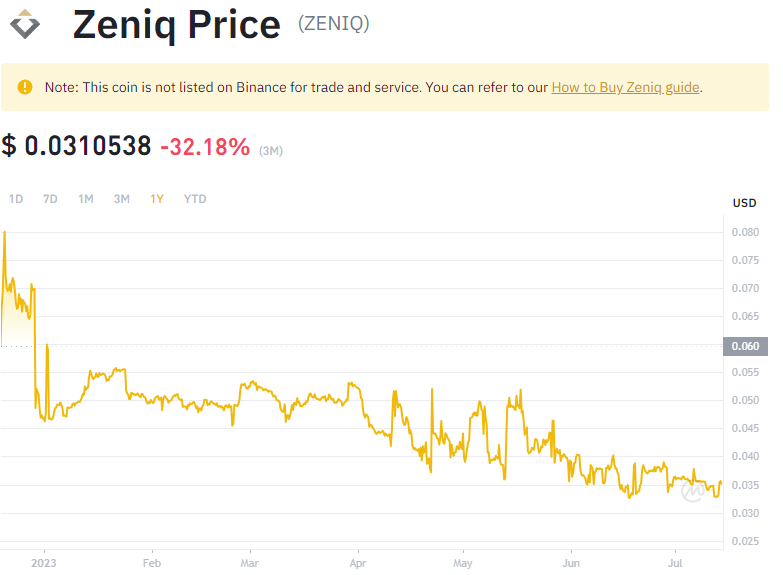 Zeniq Price (ZENIQ)
Note: This coin is not listed on Binance for trade and service. You can refer to our How to Buy Zeniq guide.
$ 0.0310538 -32.18% (3M)
1D 7D 1M 3M 1Y YTD
USD
0.080
0.075
0.070
0.065
0.060
0.055
0.050
0.045
0.040
0.035
0.030
0.025
2023 Feb Mar Apr May Jun Jul